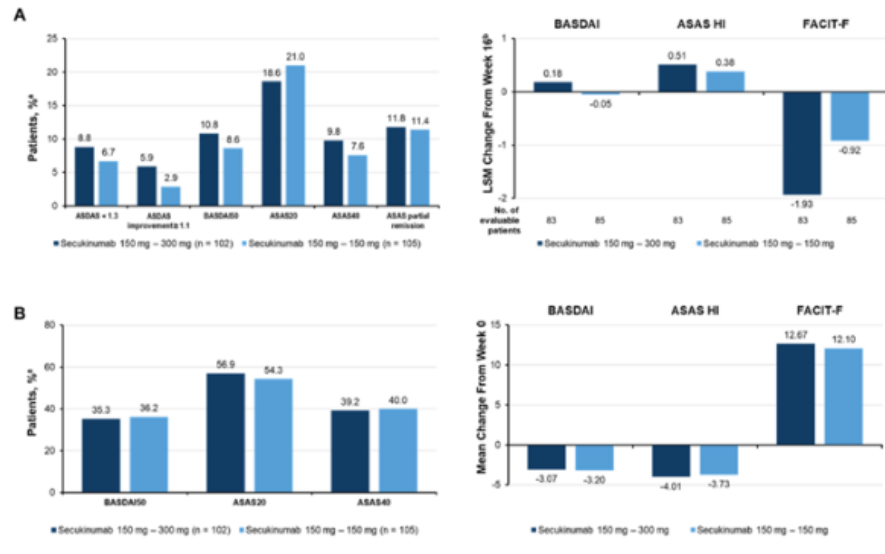 A
25
20
15
10
5
0
Patients, %ᵃ
8.8
6.7
5.9
2.9
10.8
8.6
18.6
21.0
9.8
7.6
11.8
11.4
ASDAS < 1.3
ASDAS improvement≥1.1
BASDAI50
ASAS20
ASAS40
ASAS partial remission
Secukinumab 150 mg – 300 mg (n = 102) Secukinumab 150 mg – 150 mg (n = 105)
BASDAI ASAS HI FACIT-F
LSM Change From Week 16ᵇ
1
0
-1
-2
0.18
-0.05
0.51
0.38
-1.93
-0.92
No. of evaluable patients
83 85 83 85 83 85
Secukinumab 150 mg – 300 mg Secukinumab 150 mg – 150 mg
B
80
60
40
20
0
Patients, %ᵃ
35.3
36.2
56.9
54.3
39.2
40.0
BASDAI50
ASAS20
ASAS40
Secukinumab 150 mg – 300 mg (n = 102) Secukinumab 150 mg – 150 mg (n = 105)
BASDAI ASAS HI FACIT-F
Mean Change From Week 0
15
10
5
0
-5
-3.07
-3.20
-4.01
-3.73
12.67
12.10
Secukinumab 150 mg – 300 mg Secukinumab 150 mg – 150 mg